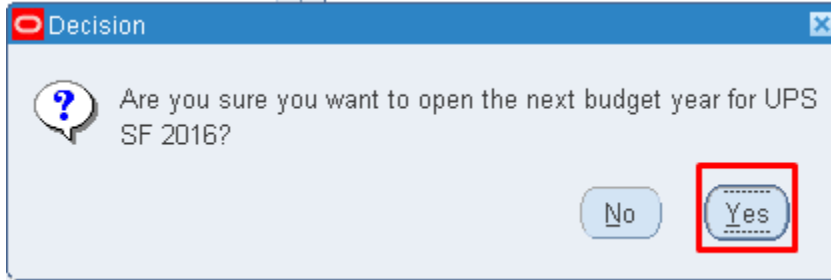 Decision
Are you sure you want to open the next budget year for UPS
SF 2016?
No
Yes